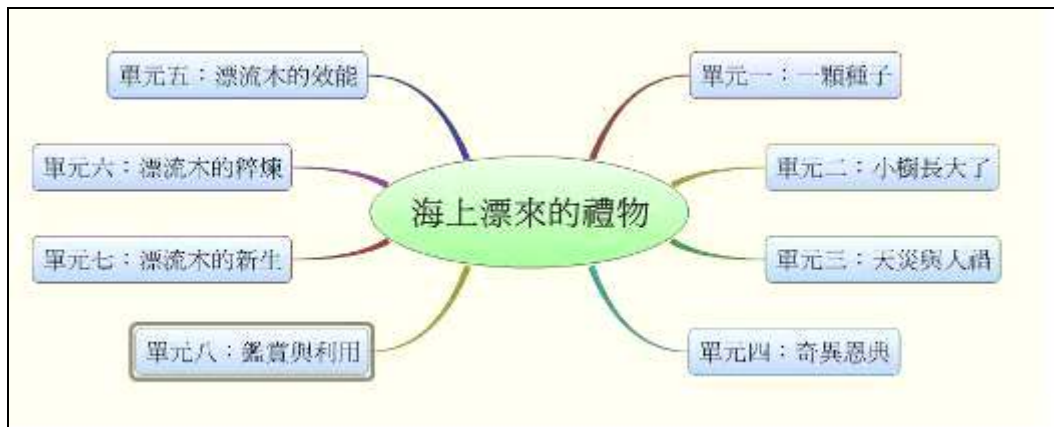 海上漂來的禮物
單元一：一顆種子
單元二：小樹長大了
單元三：天災與人禍
單元四：奇異恩典
單元五：漂流木的效能
單元六：漂流木的粹煉
單元七：漂流木的新生
單元八：鑑賞與利用